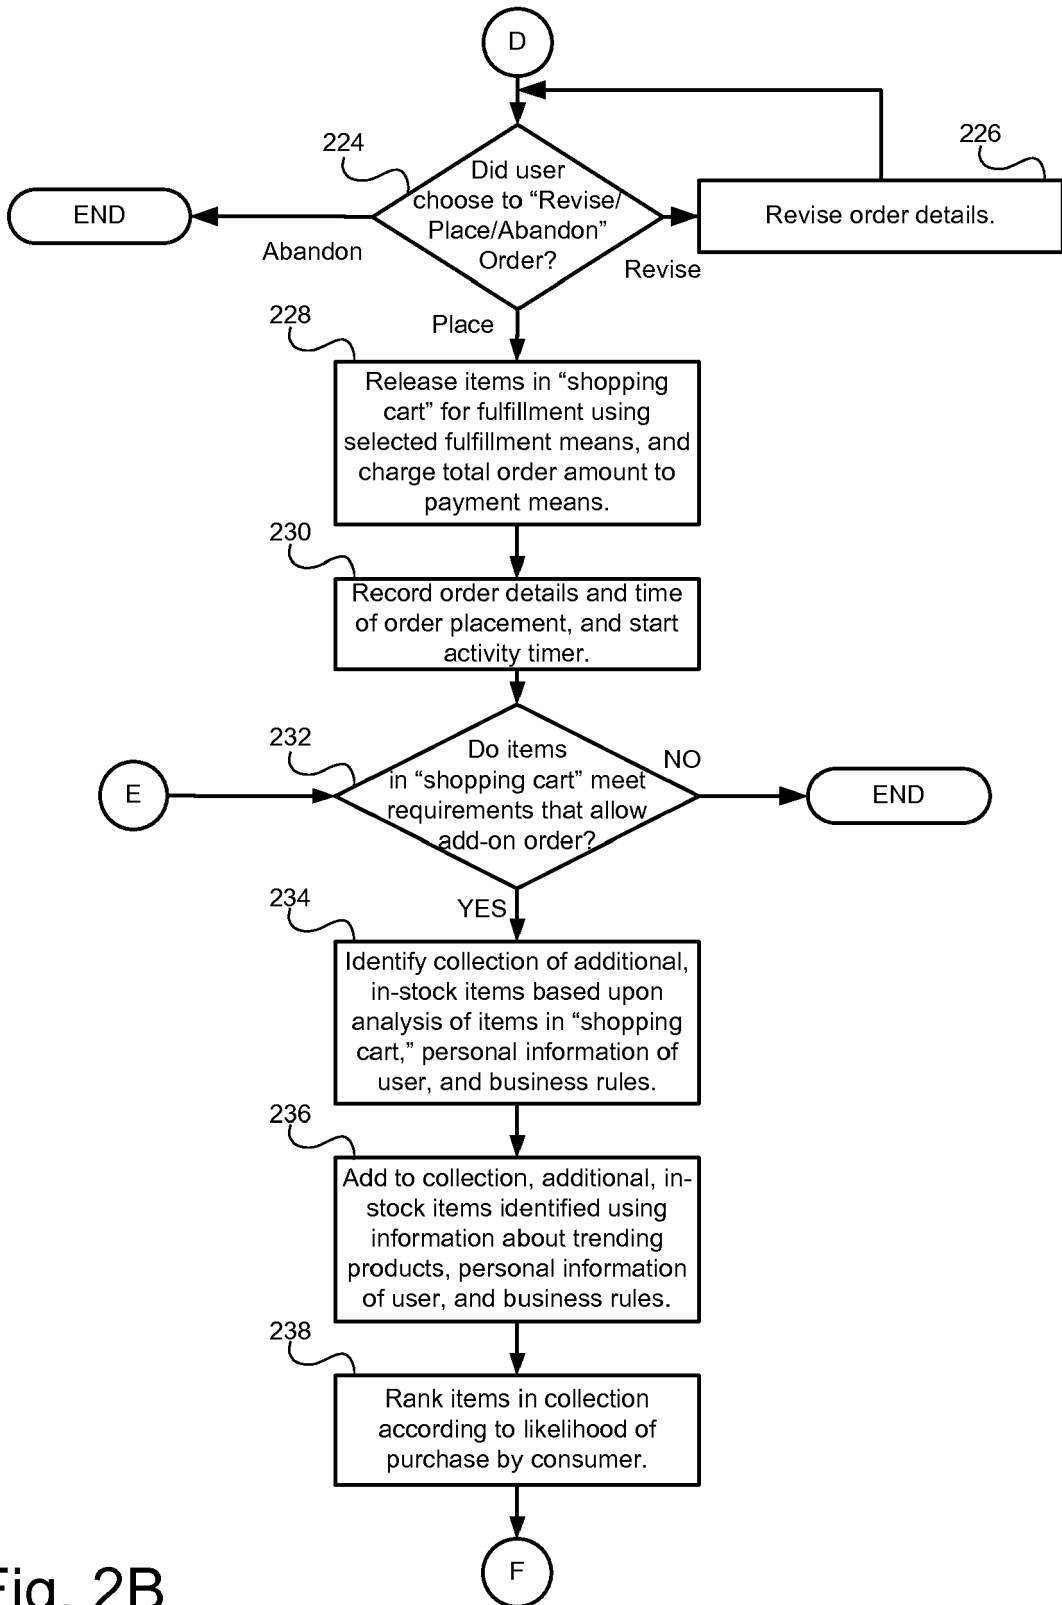 D
224
Did user
choose to “Revise/
Place/Abandon”
Order?
226
Revise order details.
END
Abandon
Revise
Place
228
Release items in “shopping
cart” for fulfillment using
selected fulfillment means, and
charge total order amount to
payment means.
230
Record order details and time
of order placement, and start
activity timer.
232
Do items
in “shopping cart” meet
requirements that allow
add-on order?
NO
E
END
YES
234
Identify collection of additional,
in-stock items based upon
analysis of items in “shopping
cart,” personal information of
user, and business rules.
236
Add to collection, additional, in-
stock items identified using
information about trending
products, personal information
of user, and business rules.
238
Rank items in collection
according to likelihood of
purchase by consumer.
F
Fig. 2B